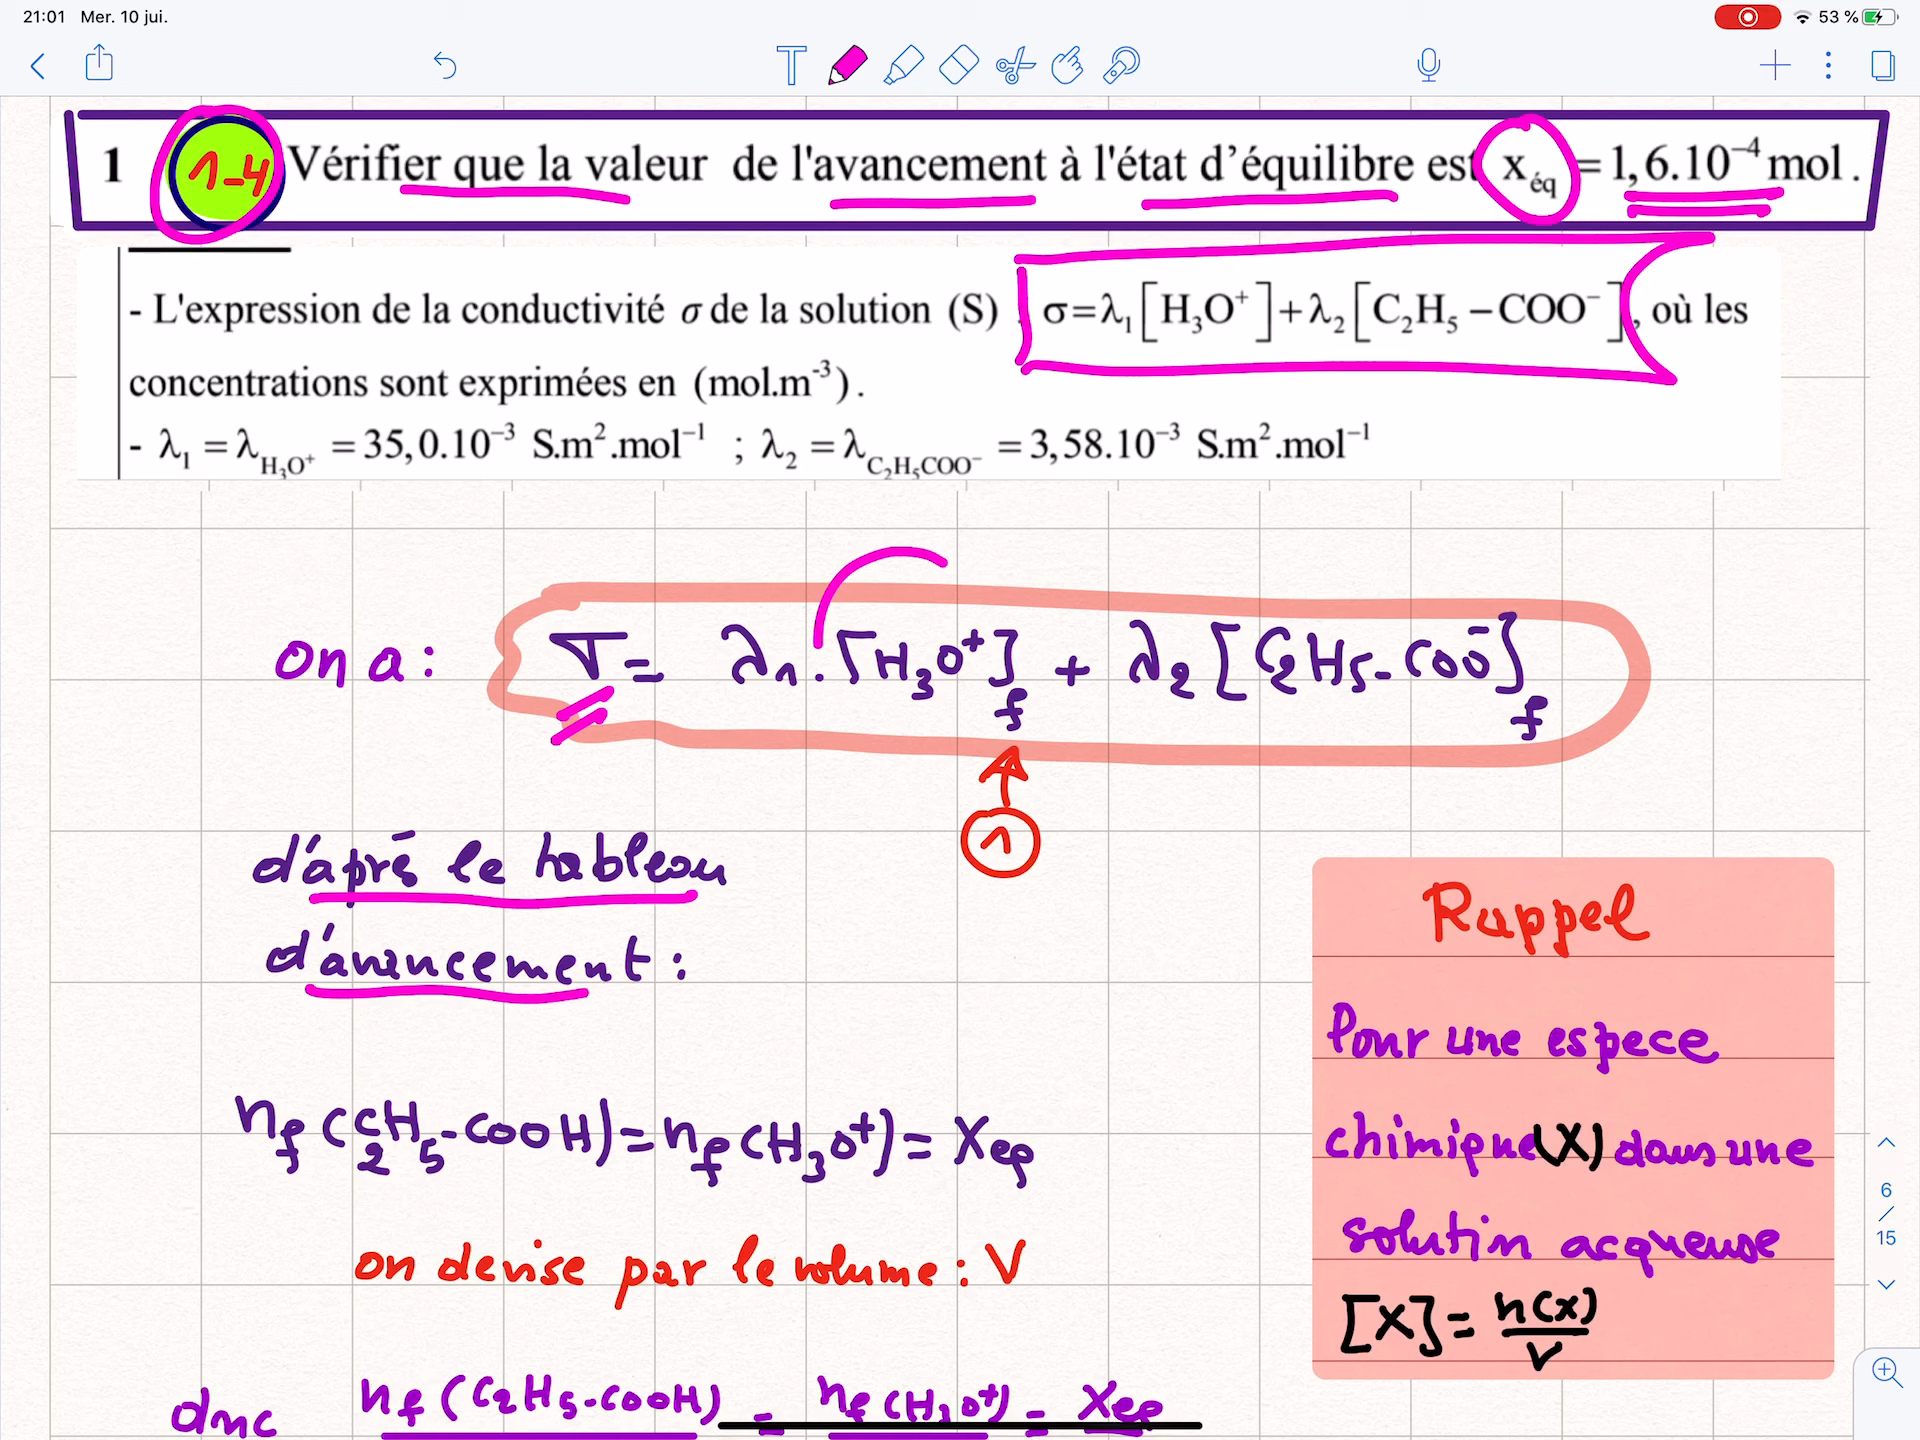 21:01 Mer. 10 jui.
53 %
1 1-4 Vérifier que la valeur de l'avancement à l'état d'équilibre est x_éq = 1,6.10⁻⁴ mol .
- L'expression de la conductivité σ de la solution (S) : σ=λ₁[H₃O⁺]+λ₂[C₂H₅–COO⁻], où les
concentrations sont exprimées en (mol.m⁻³).
- λ₁ = λ_H₃O⁺ = 35,0.10⁻³ S.m².mol⁻¹ ; λ₂ = λ_C₂H₅COO⁻ = 3,58.10⁻³ S.m².mol⁻¹
on a : σ = λ₁.[H₃O⁺]f + λ₂[C₂H₅-COO⁻]f
1
d'aprés le tableau
d'avancement :
nf(C₂H₅-COOH)=nf(H₃O⁺)= Xeq
on devise par le volume : V
dnc nf(C₂H₅-COOH) = nf(H₃O⁺) = Xeq
Rappel
Pour une espece
chimique(X) dans une
solutin acqueuse
[X]= n(x)/V
6
/
15